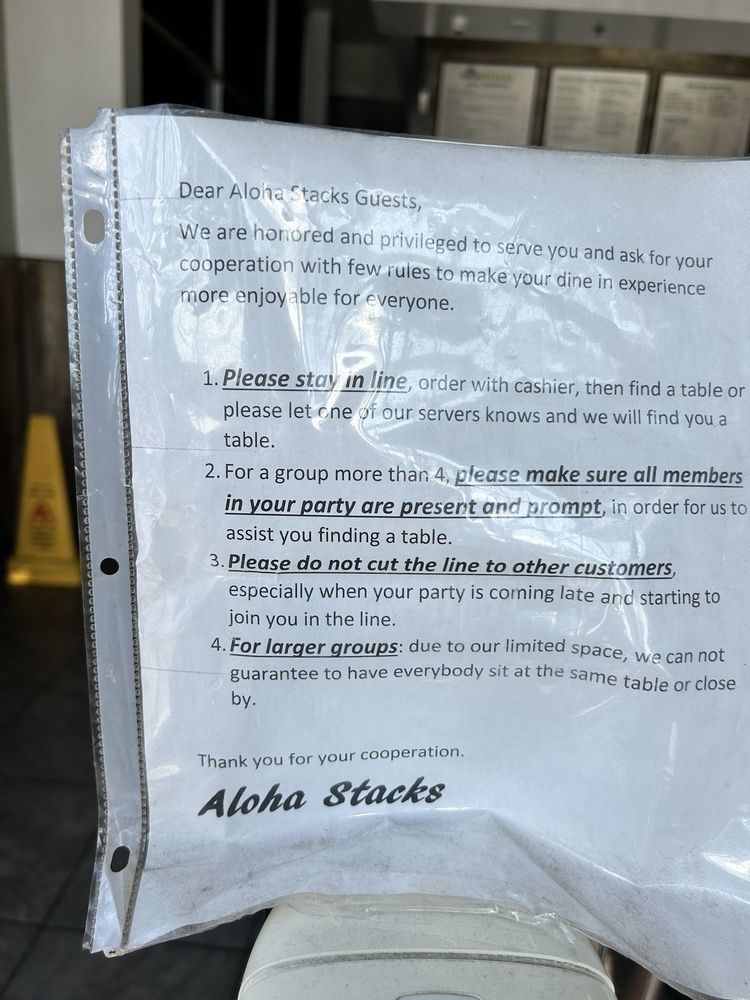 Dear Aloha Stacks Guests,
We are honored and privileged to serve you and ask for your
cooperation with few rules to make your dine in experience
more enjoyable for everyone.
1. Please stay in line, order with cashier, then find a table or
please let one of our servers knows and we will find you a
table.
2. For a group more than 4, please make sure all members
in your party are present and prompt, in order for us to
assist you finding a table.
3. Please do not cut the line to other customers,
especially when your party is coming late and starting to
join you in the line.
4. For larger groups: due to our limited space, we can not
guarantee to have everybody sit at the same table or close
by.
Thank you for your cooperation.
Aloha Stacks